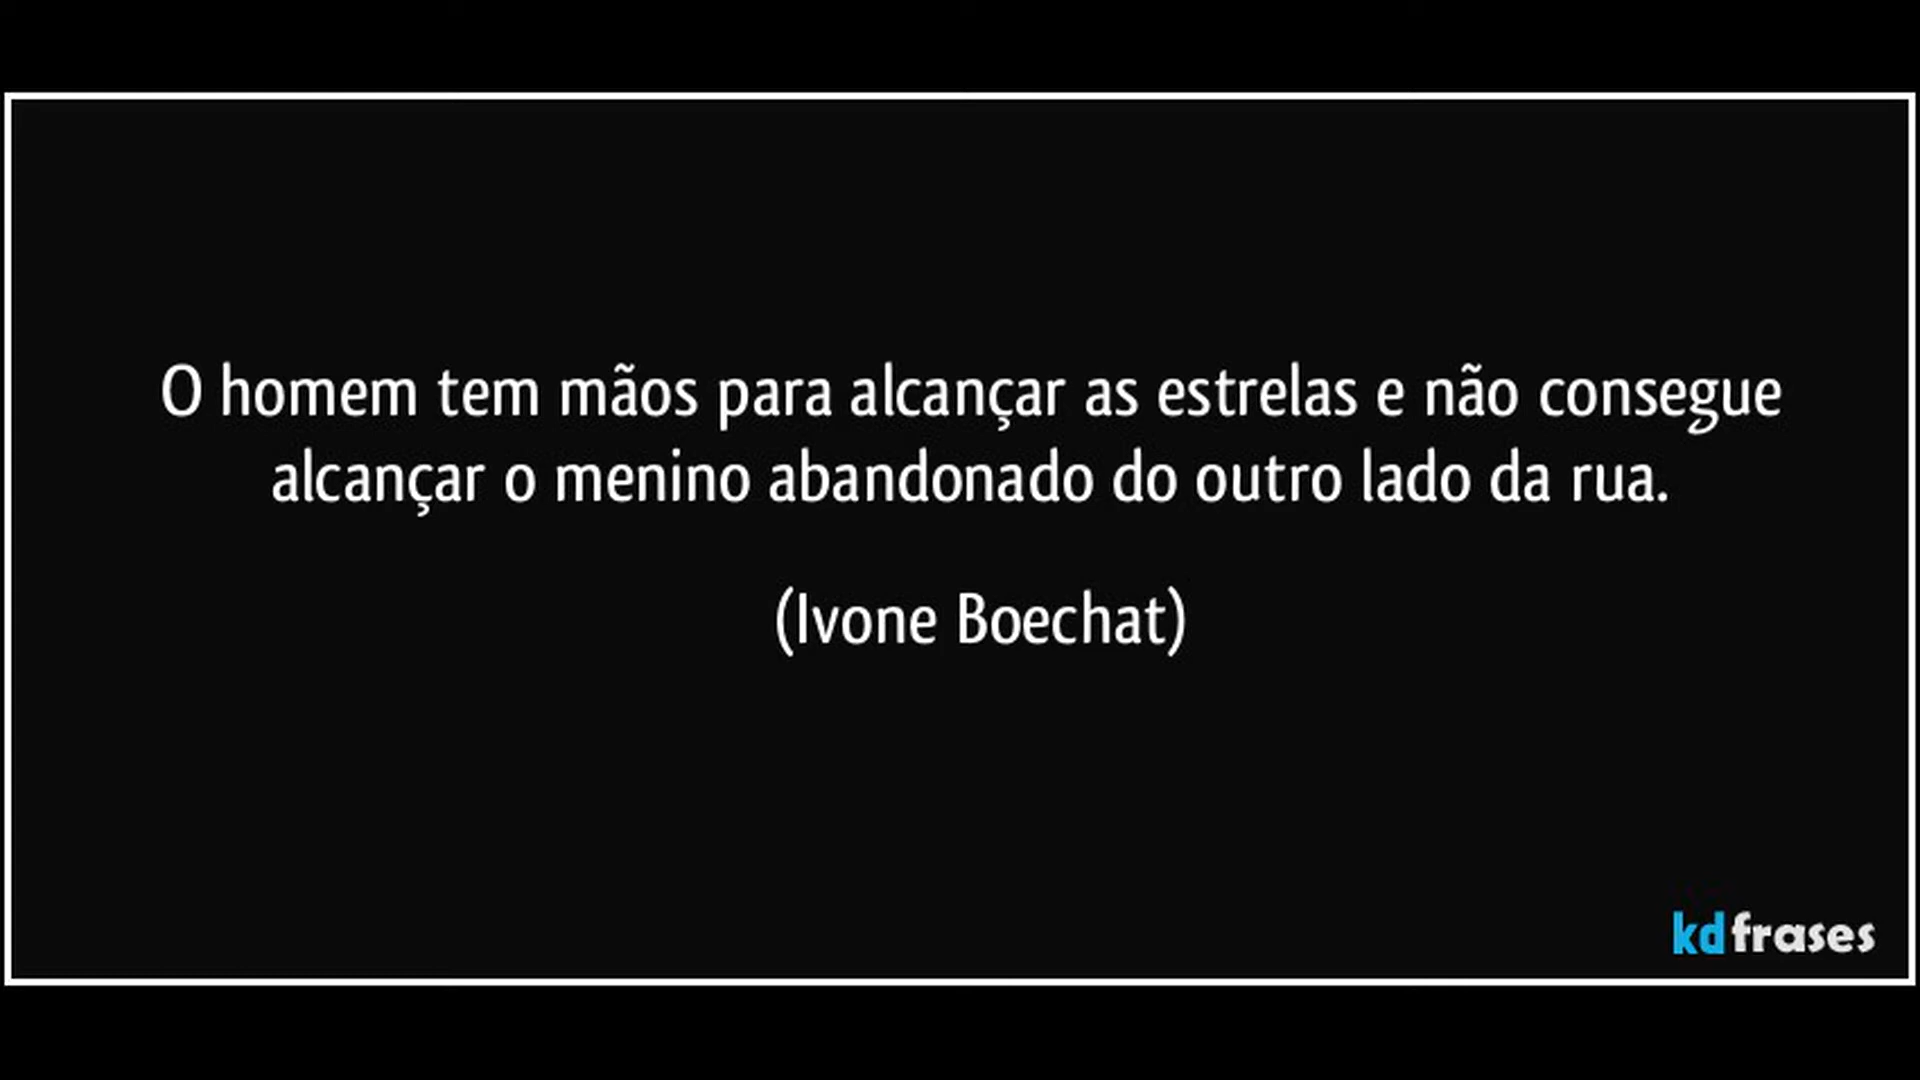 O homem tem mãos para alcançar as estrelas e não consegue
alcançar o menino abandonado do outro lado da rua.
(Ivone Boechat)
kdfrases